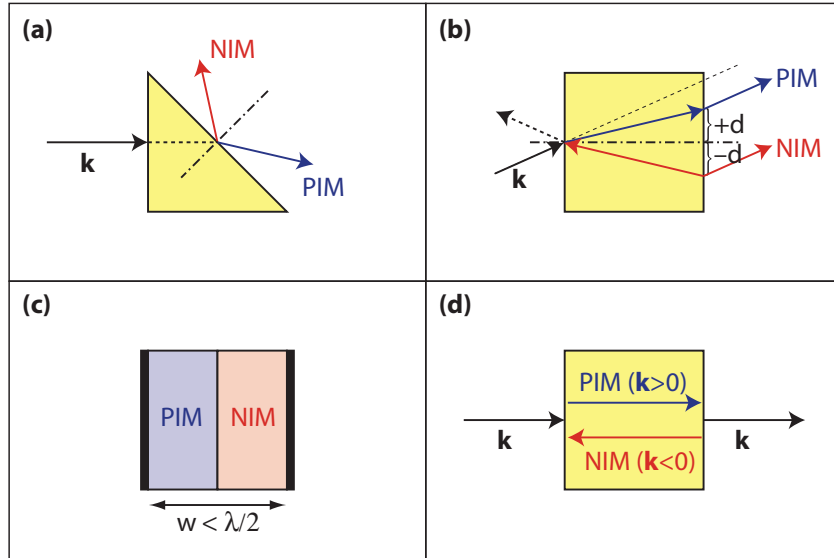 (a)
NIM
k
PIM
(b)
PIM
+d
-d
NIM
k
(c)
PIM
NIM
w < λ/2
(d)
PIM (k>0)
k
k
NIM (k<0)